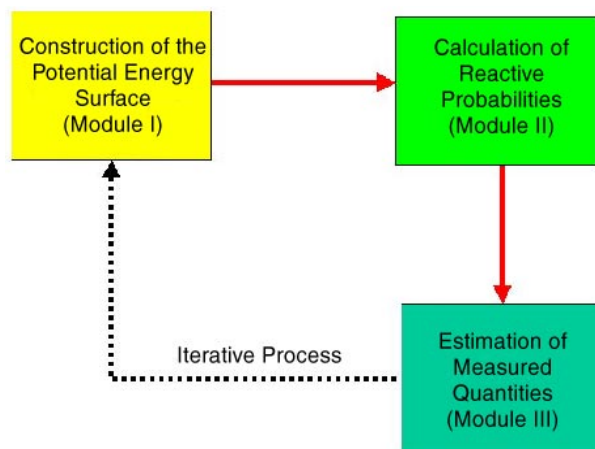 Construction of the
Potential Energy
Surface
(Module I)
Calculation of
Reactive
Probabilities
(Module II)
Iterative Process
Estimation of
Measured
Quantities
(Module III)